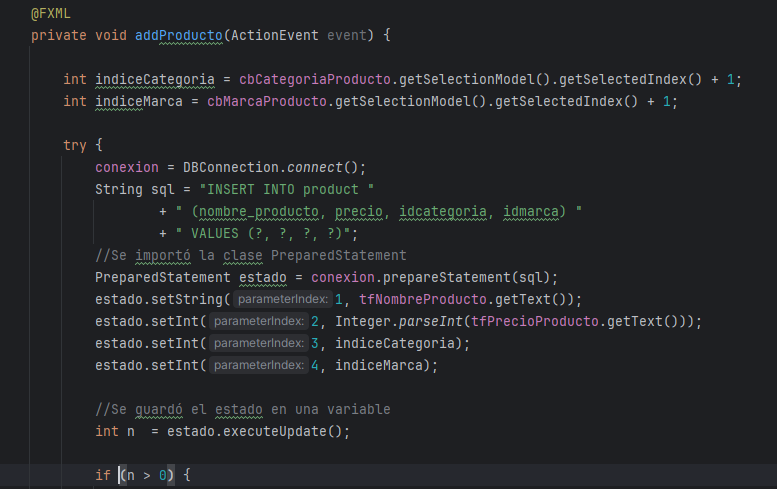 @FXML
private void addProducto(ActionEvent event) {
int indiceCategoria = cbCategoriaProducto.getSelectionModel().getSelectedIndex() + 1;
int indiceMarca = cbMarcaProducto.getSelectionModel().getSelectedIndex() + 1;
try {
conexion = DBConnection.connect();
String sql = "INSERT INTO product "
+ " (nombre_producto, precio, idcategoria, idmarca) "
+ " VALUES (?, ?, ?, ?)";
//Se importó la clase PreparedStatement
PreparedStatement estado = conexion.prepareStatement(sql);
estado.setString( parameterIndex: 1, tfNombreProducto.getText());
estado.setInt( parameterIndex: 2, Integer.parseInt(tfPrecioProducto.getText()));
estado.setInt( parameterIndex: 3, indiceCategoria);
estado.setInt( parameterIndex: 4, indiceMarca);
//Se guardó el estado en una variable
int n  = estado.executeUpdate();
if (n > 0) {